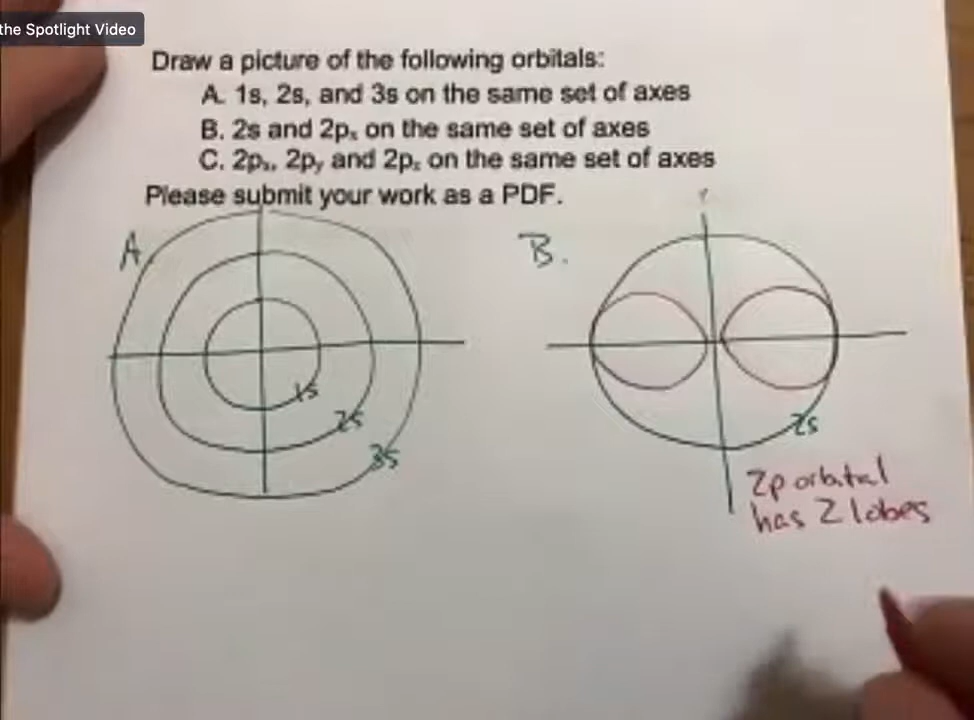 the Spotlight Video
Draw a picture of the following orbitals:
A. 1s, 2s, and 3s on the same set of axes
B. 2s and 2pₓ on the same set of axes
C. 2pₓ, 2pᵧ and 2p_z on the same set of axes
Please submit your work as a PDF.
A
B.
1s
2s
3s
2s
2p orbital
has 2 lobes